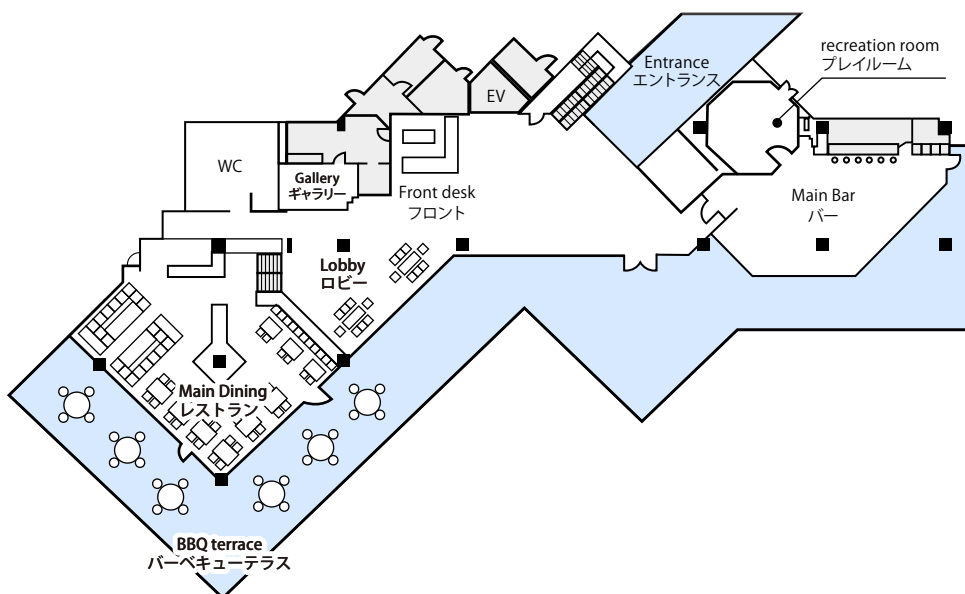 recreation room
プレイルーム
Entrance
エントランス
EV
WC
Gallery
ギャラリー
Front desk
フロント
Main Bar
バー
Lobby
ロビー
Main Dining
レストラン
BBQ terrace
バーベキューテラス